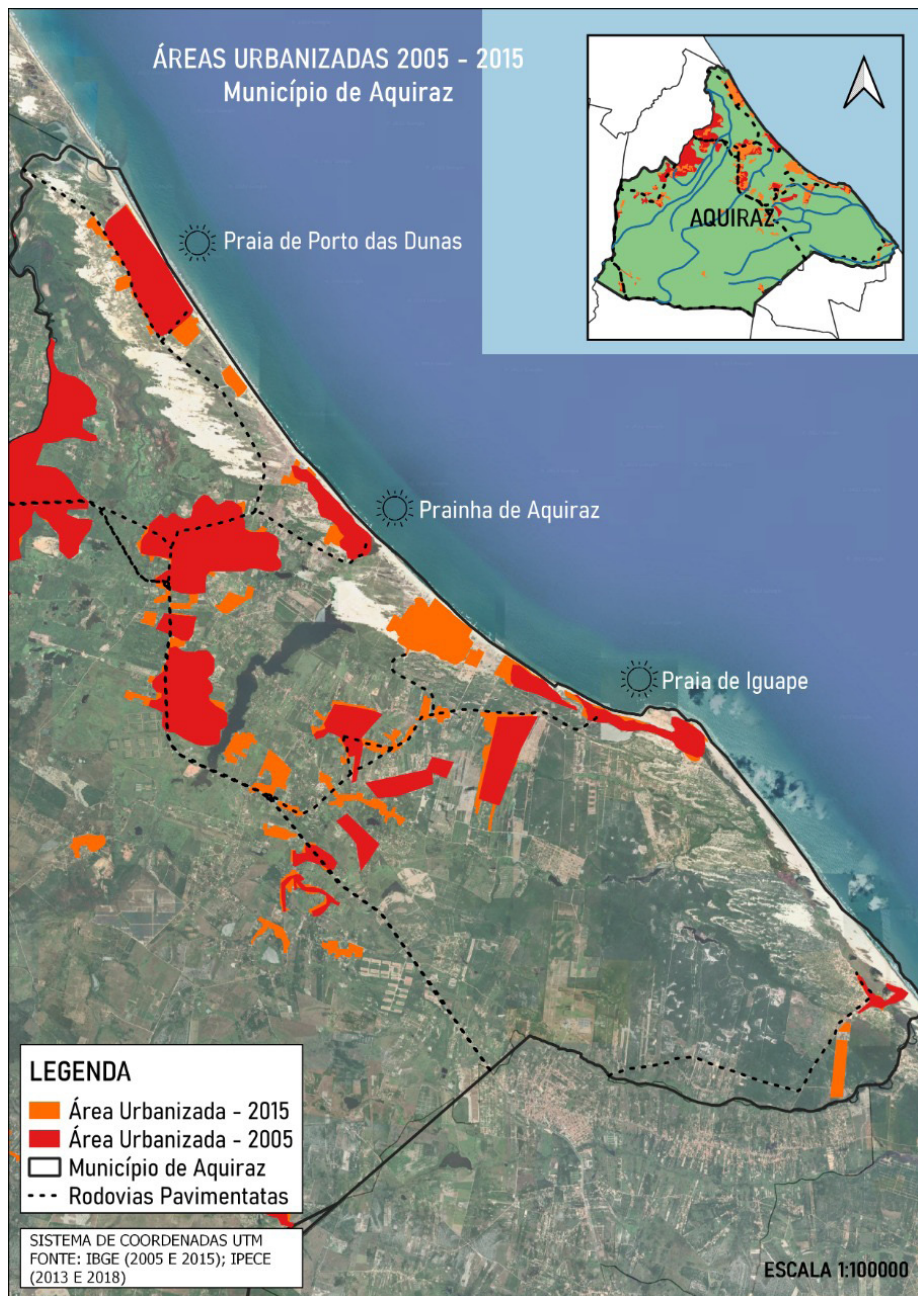 ÁREAS URBANIZADAS 2005 - 2015
Município de Aquiraz
AQUIRAZ
Praia de Porto das Dunas
Prainha de Aquiraz
Praia de Iguape
LEGENDA
Área Urbanizada - 2015
Área Urbanizada - 2005
Município de Aquiraz
Rodovias Pavimentatas
SISTEMA DE COORDENADAS UTM
FONTE: IBGE (2005 E 2015); IPECE
(2013 E 2018)
ESCALA 1:100000